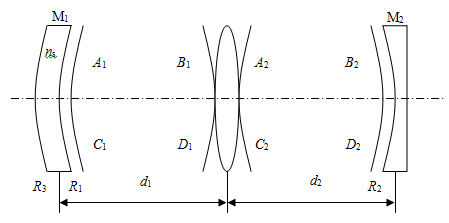 M₁ M₂
n₃ A₁ B₁ A₂ B₂
C₁ D₁ C₂ D₂
R₃ R₁ d₁ d₂ R₂